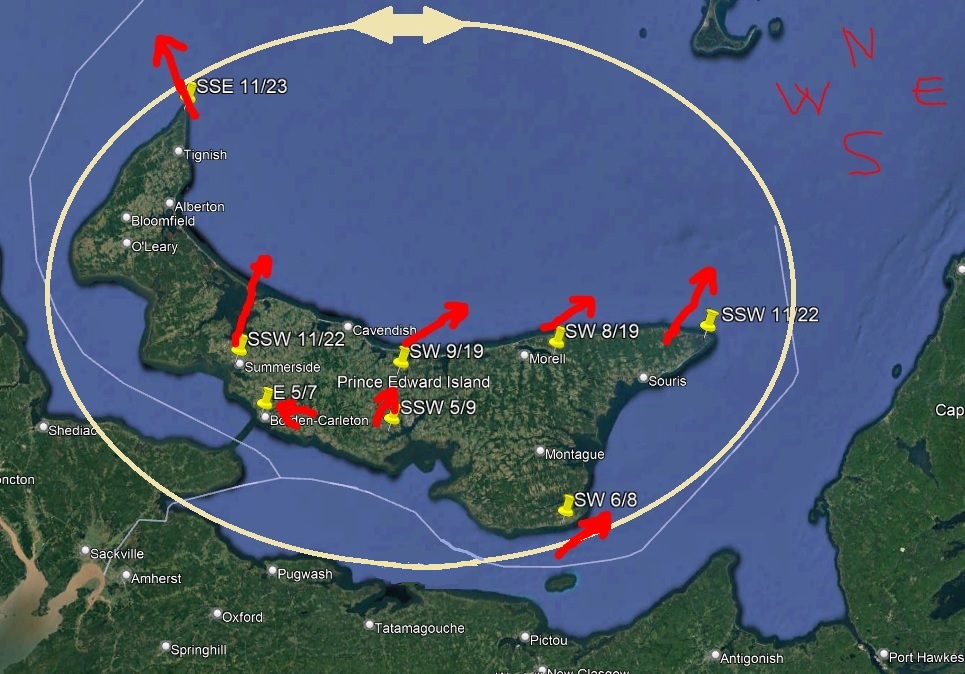 N
W E
S
SSE 11/23
Tignish
Alberton
Bloomfield
O'Leary
SSW 11/22
Cavendish
SW 8/19
SSW 11/22
SW 9/19
Morell
Summerside
Prince Edward Island
Souris
E 5/7
SSW 5/9
Borden-Carleton
Shediac
Cap
Montague
ncton
SW 6/8
Sackville
Amherst
Pugwash
Oxford
Tatamagouche
Pictou
Springhill
Antigonish
Port Hawkes
New Glasgow